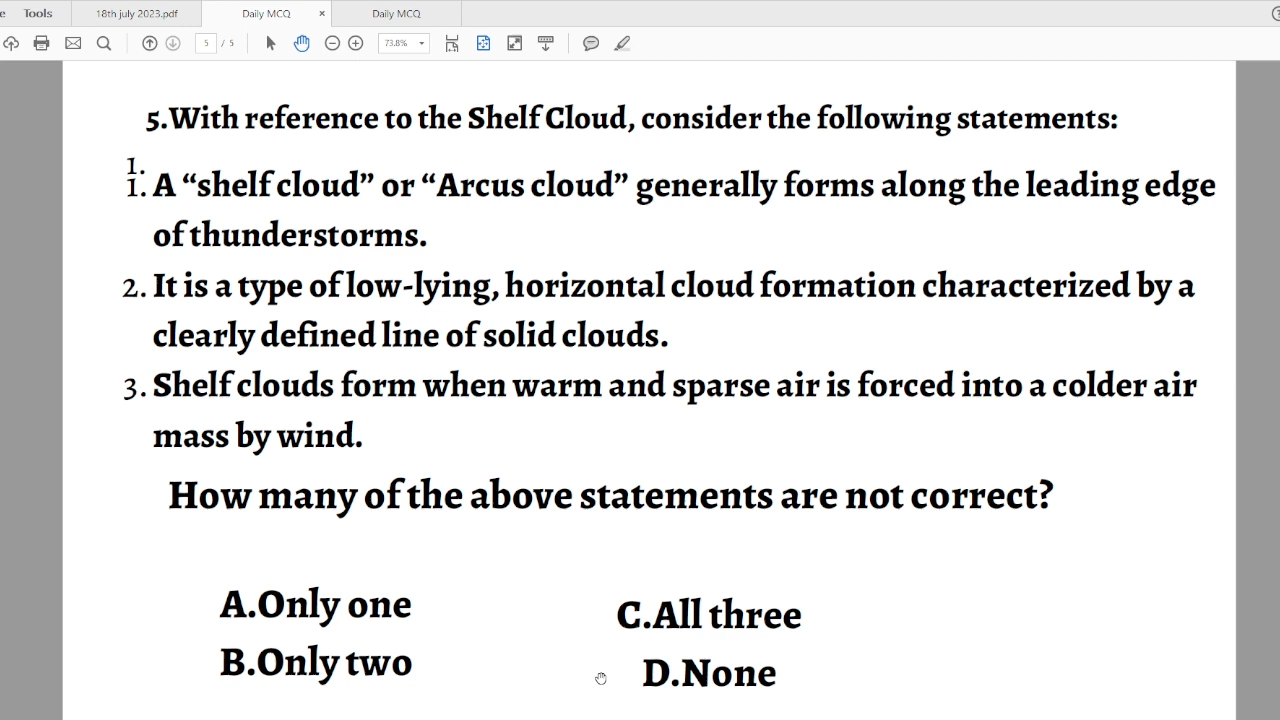 e Tools 18th july 2023.pdf Daily MCQ × Daily MCQ
5 / 5 73.8%
5.With reference to the Shelf Cloud, consider the following statements:
1.
1. A “shelf cloud” or “Arcus cloud” generally forms along the leading edge
of thunderstorms.
2. It is a type of low-lying, horizontal cloud formation characterized by a
clearly defined line of solid clouds.
3. Shelf clouds form when warm and sparse air is forced into a colder air
mass by wind.
How many of the above statements are not correct?
A.Only one
C.All three
B.Only two
D.None